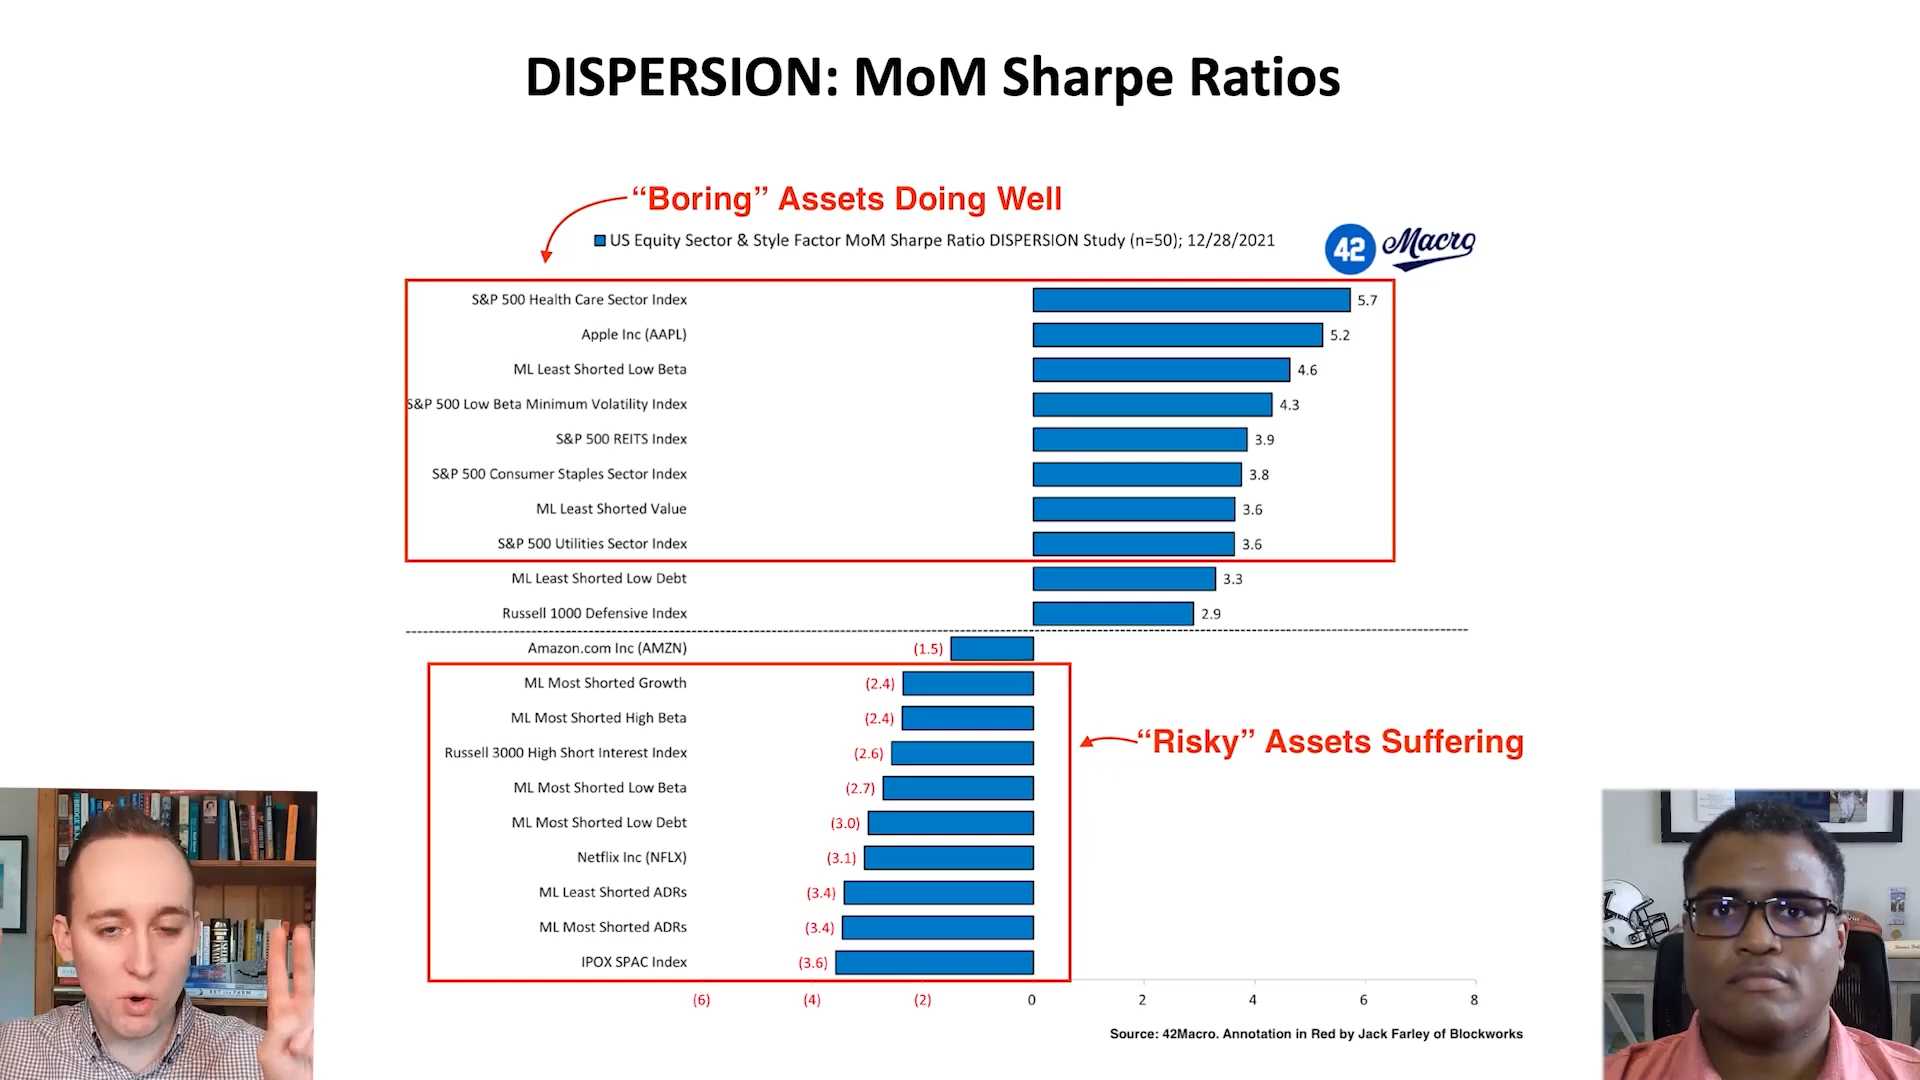 DISPERSION: MoM Sharpe Ratios
“Boring” Assets Doing Well
US Equity Sector & Style Factor MoM Sharpe Ratio DISPERSION Study (n=50); 12/28/2021
42 Macro
S&P 500 Health Care Sector Index 5.7
Apple Inc (AAPL) 5.2
ML Least Shorted Low Beta 4.6
S&P 500 Low Beta Minimum Volatility Index 4.3
S&P 500 REITS Index 3.9
S&P 500 Consumer Staples Sector Index 3.8
ML Least Shorted Value 3.6
S&P 500 Utilities Sector Index 3.6
ML Least Shorted Low Debt 3.3
Russell 1000 Defensive Index 2.9
Amazon.com Inc (AMZN) (1.5)
ML Most Shorted Growth (2.4)
ML Most Shorted High Beta (2.4)
“Risky” Assets Suffering
Russell 3000 High Short Interest Index (2.6)
ML Most Shorted Low Beta (2.7)
ML Most Shorted Low Debt (3.0)
Netflix Inc (NFLX) (3.1)
ML Least Shorted ADRs (3.4)
ML Most Shorted ADRs (3.4)
IPOX SPAC Index (3.6)
(6) (4) (2) 0 2 4 6 8
Source: 42Macro. Annotation in Red by Jack Farley of Blockworks